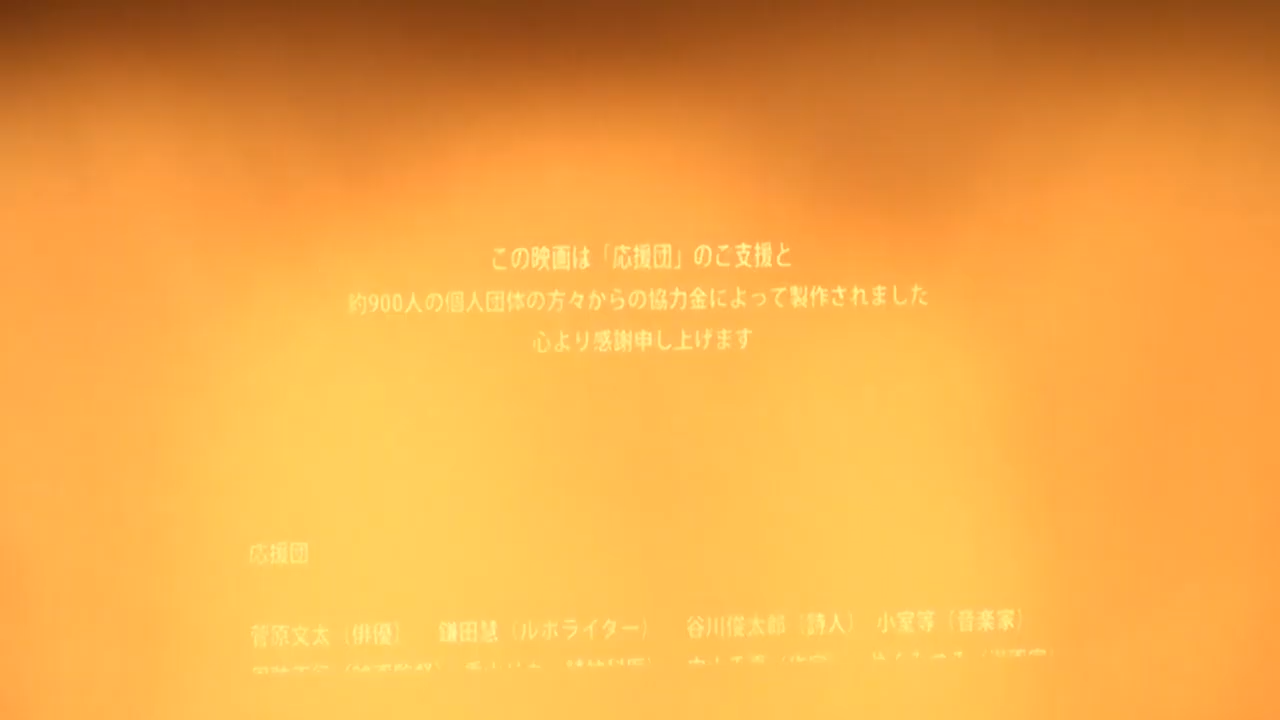 この映画は「応援団」のご支援と
約900人の個人団体の方々からの協力金によって製作されました
心より感謝申し上げます
応援団
菅原文太（俳優） 鎌田慧（ルポライター） 谷川俊太郎（詩人） 小室等（音楽家）